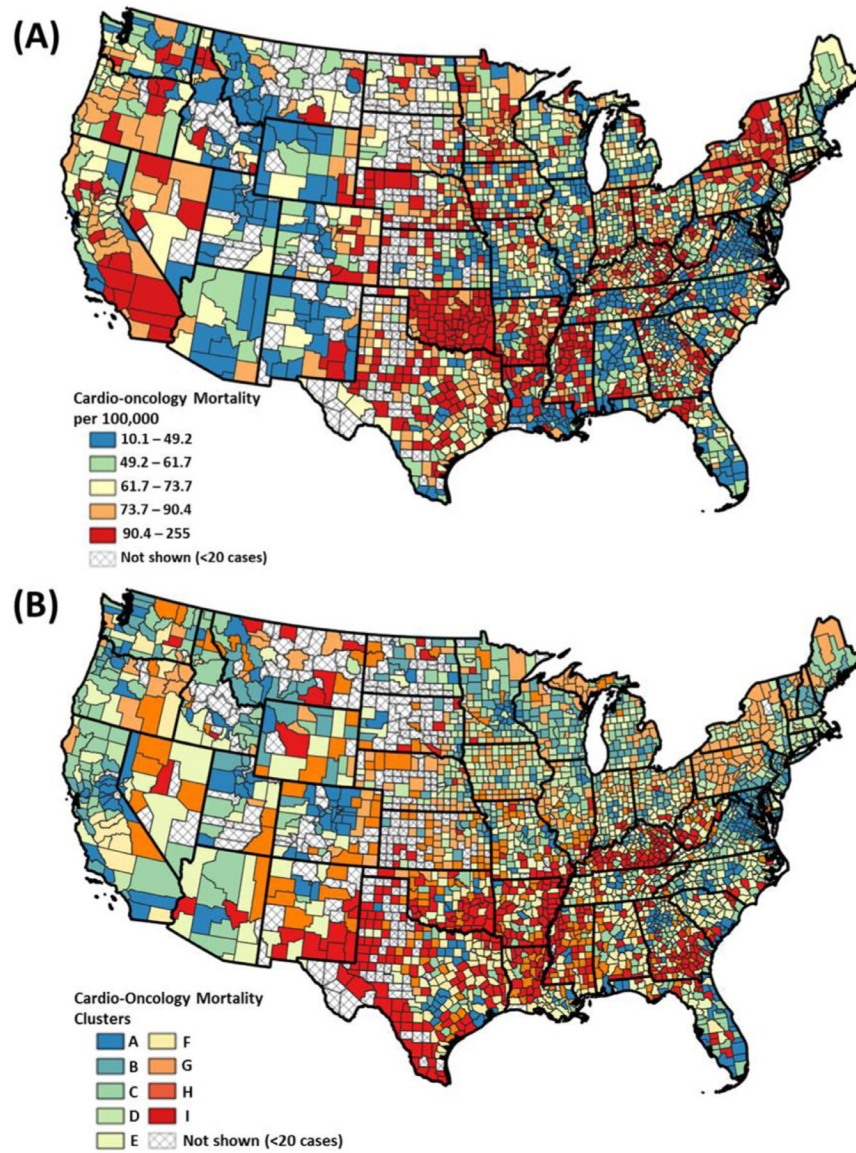 (A)
Cardio-oncology Mortality
per 100,000
10.1 – 49.2
49.2 – 61.7
61.7 – 73.7
73.7 – 90.4
90.4 – 255
Not shown (<20 cases)
(B)
Cardio-Oncology Mortality
Clusters
A F
B G
C H
D I
E Not shown (<20 cases)